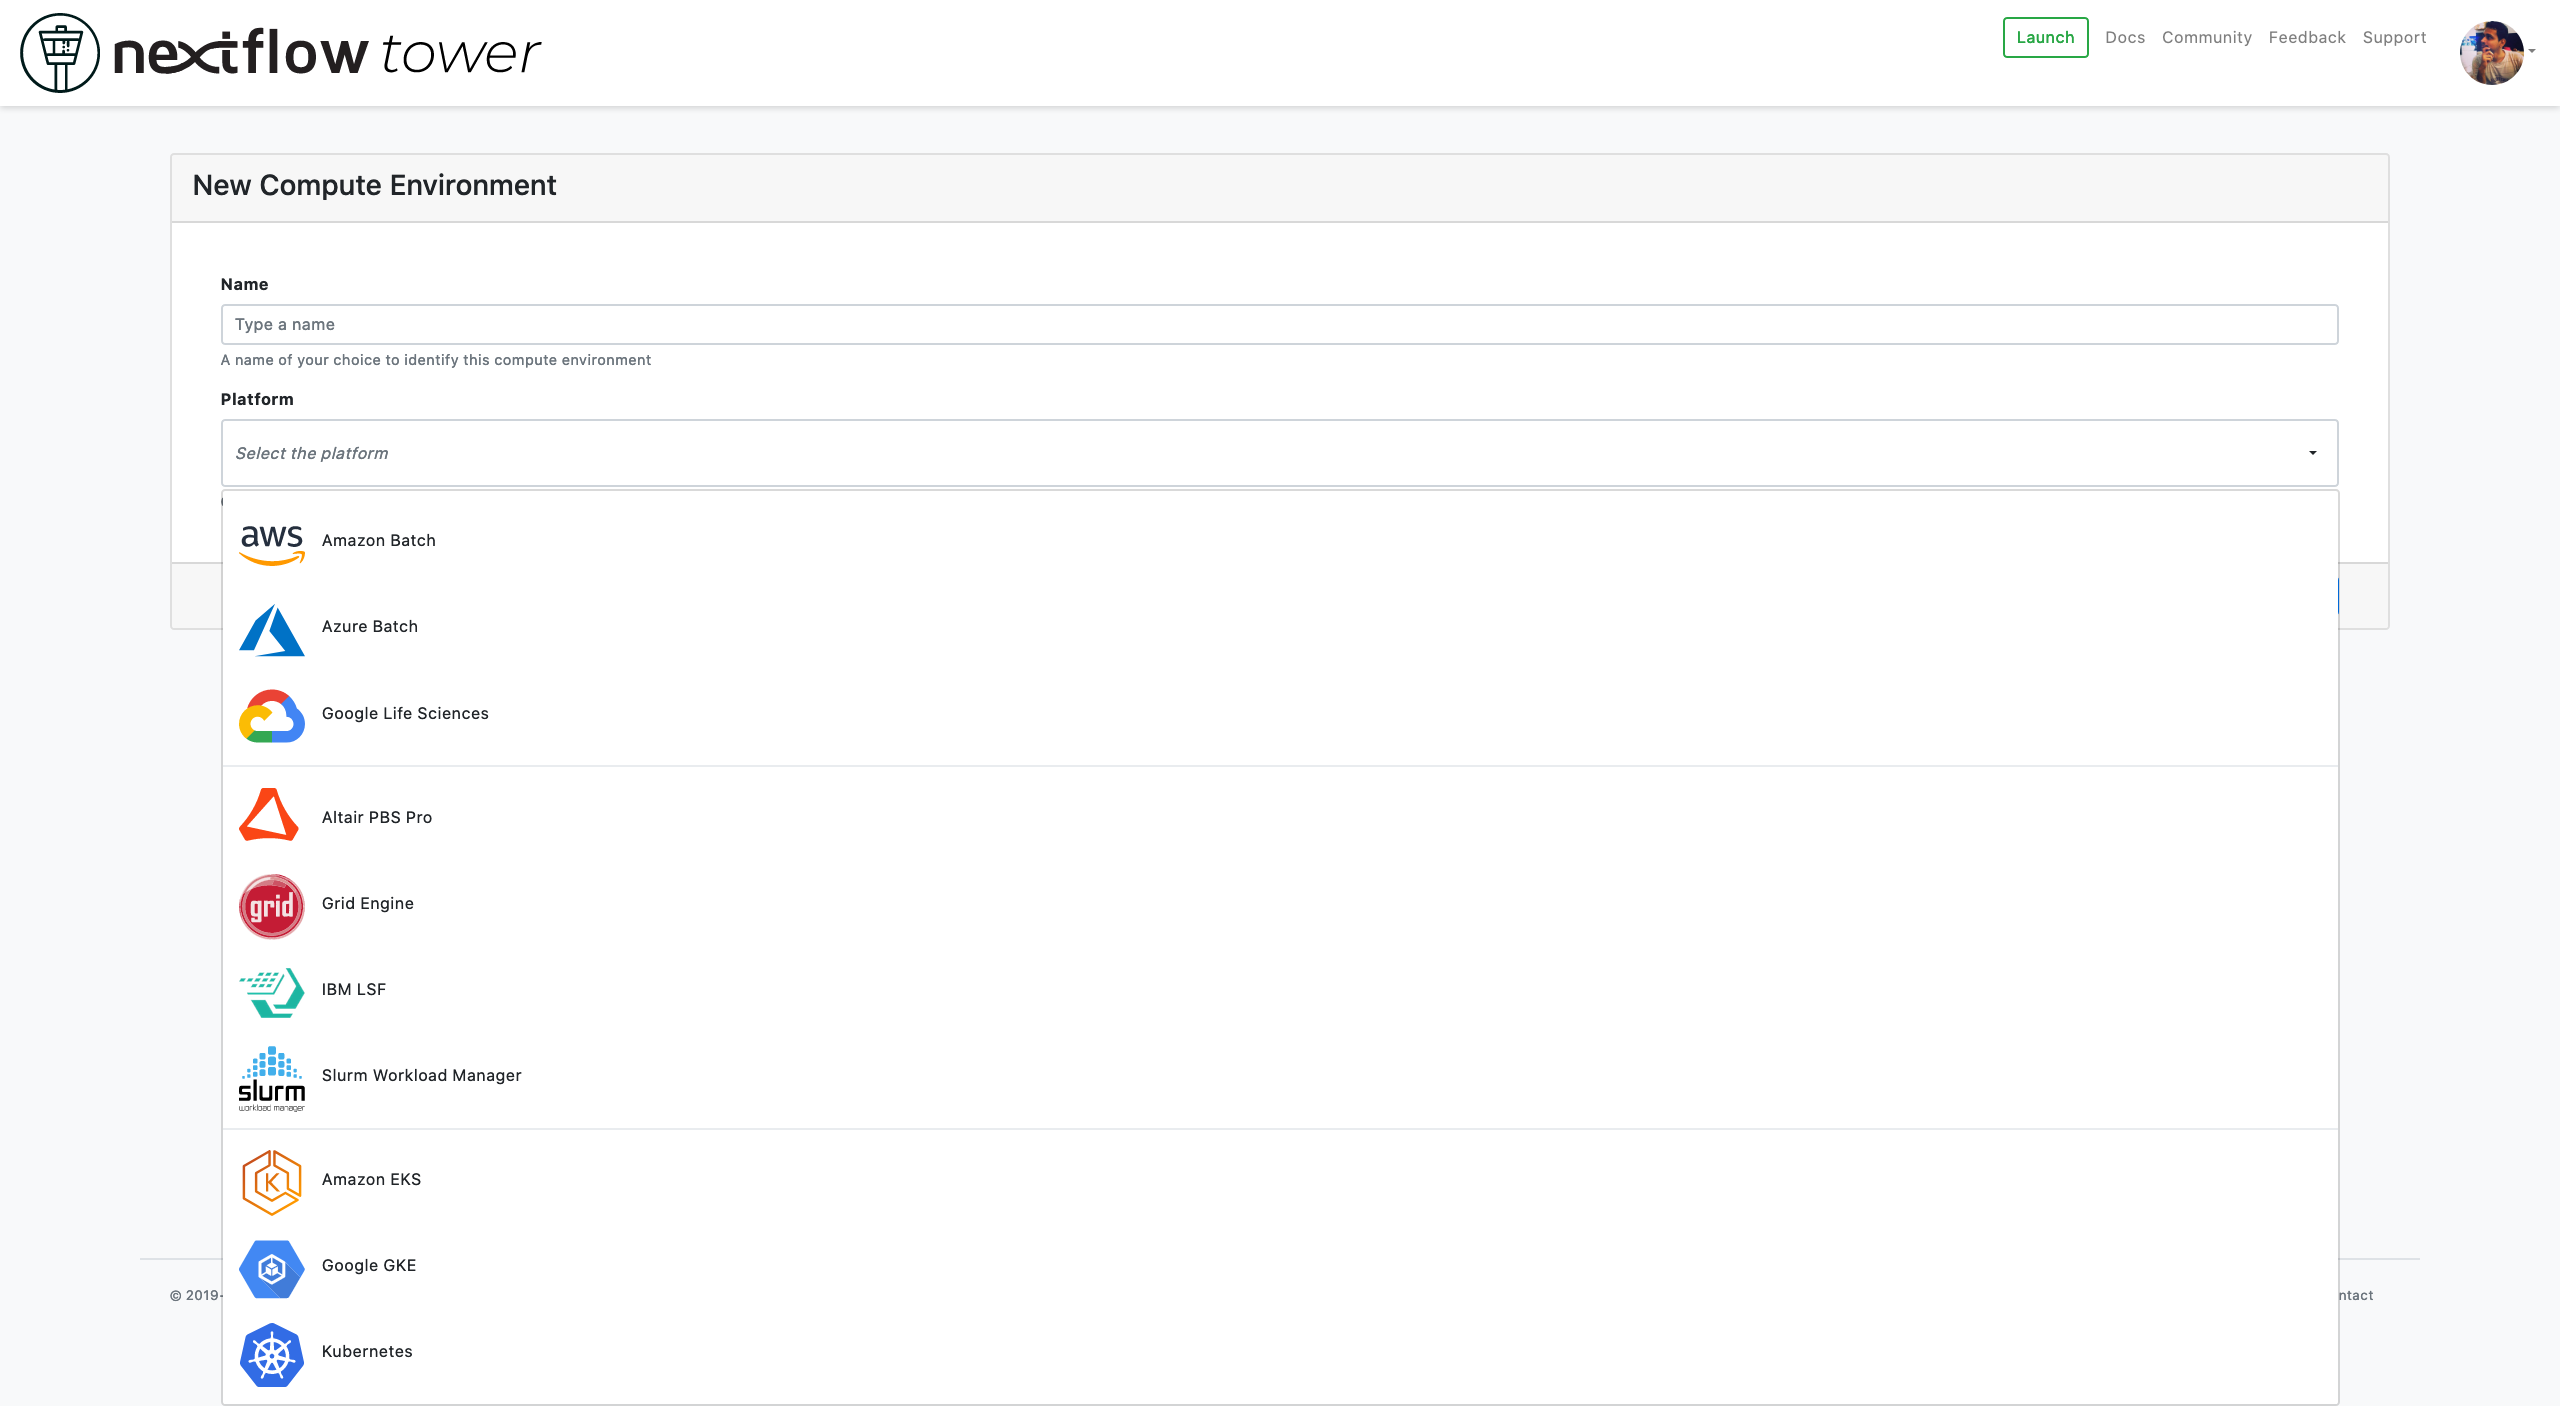 nextflow tower
Launch Docs Community Feedback Support
New Compute Environment
Name
Type a name
A name of your choice to identify this compute environment
Platform
Select the platform
aws Amazon Batch
Azure Batch
Google Life Sciences
Altair PBS Pro
grid Grid Engine
IBM LSF
slurm workload manager Slurm Workload Manager
K Amazon EKS
Google GKE
© 2019-
ntact
Kubernetes